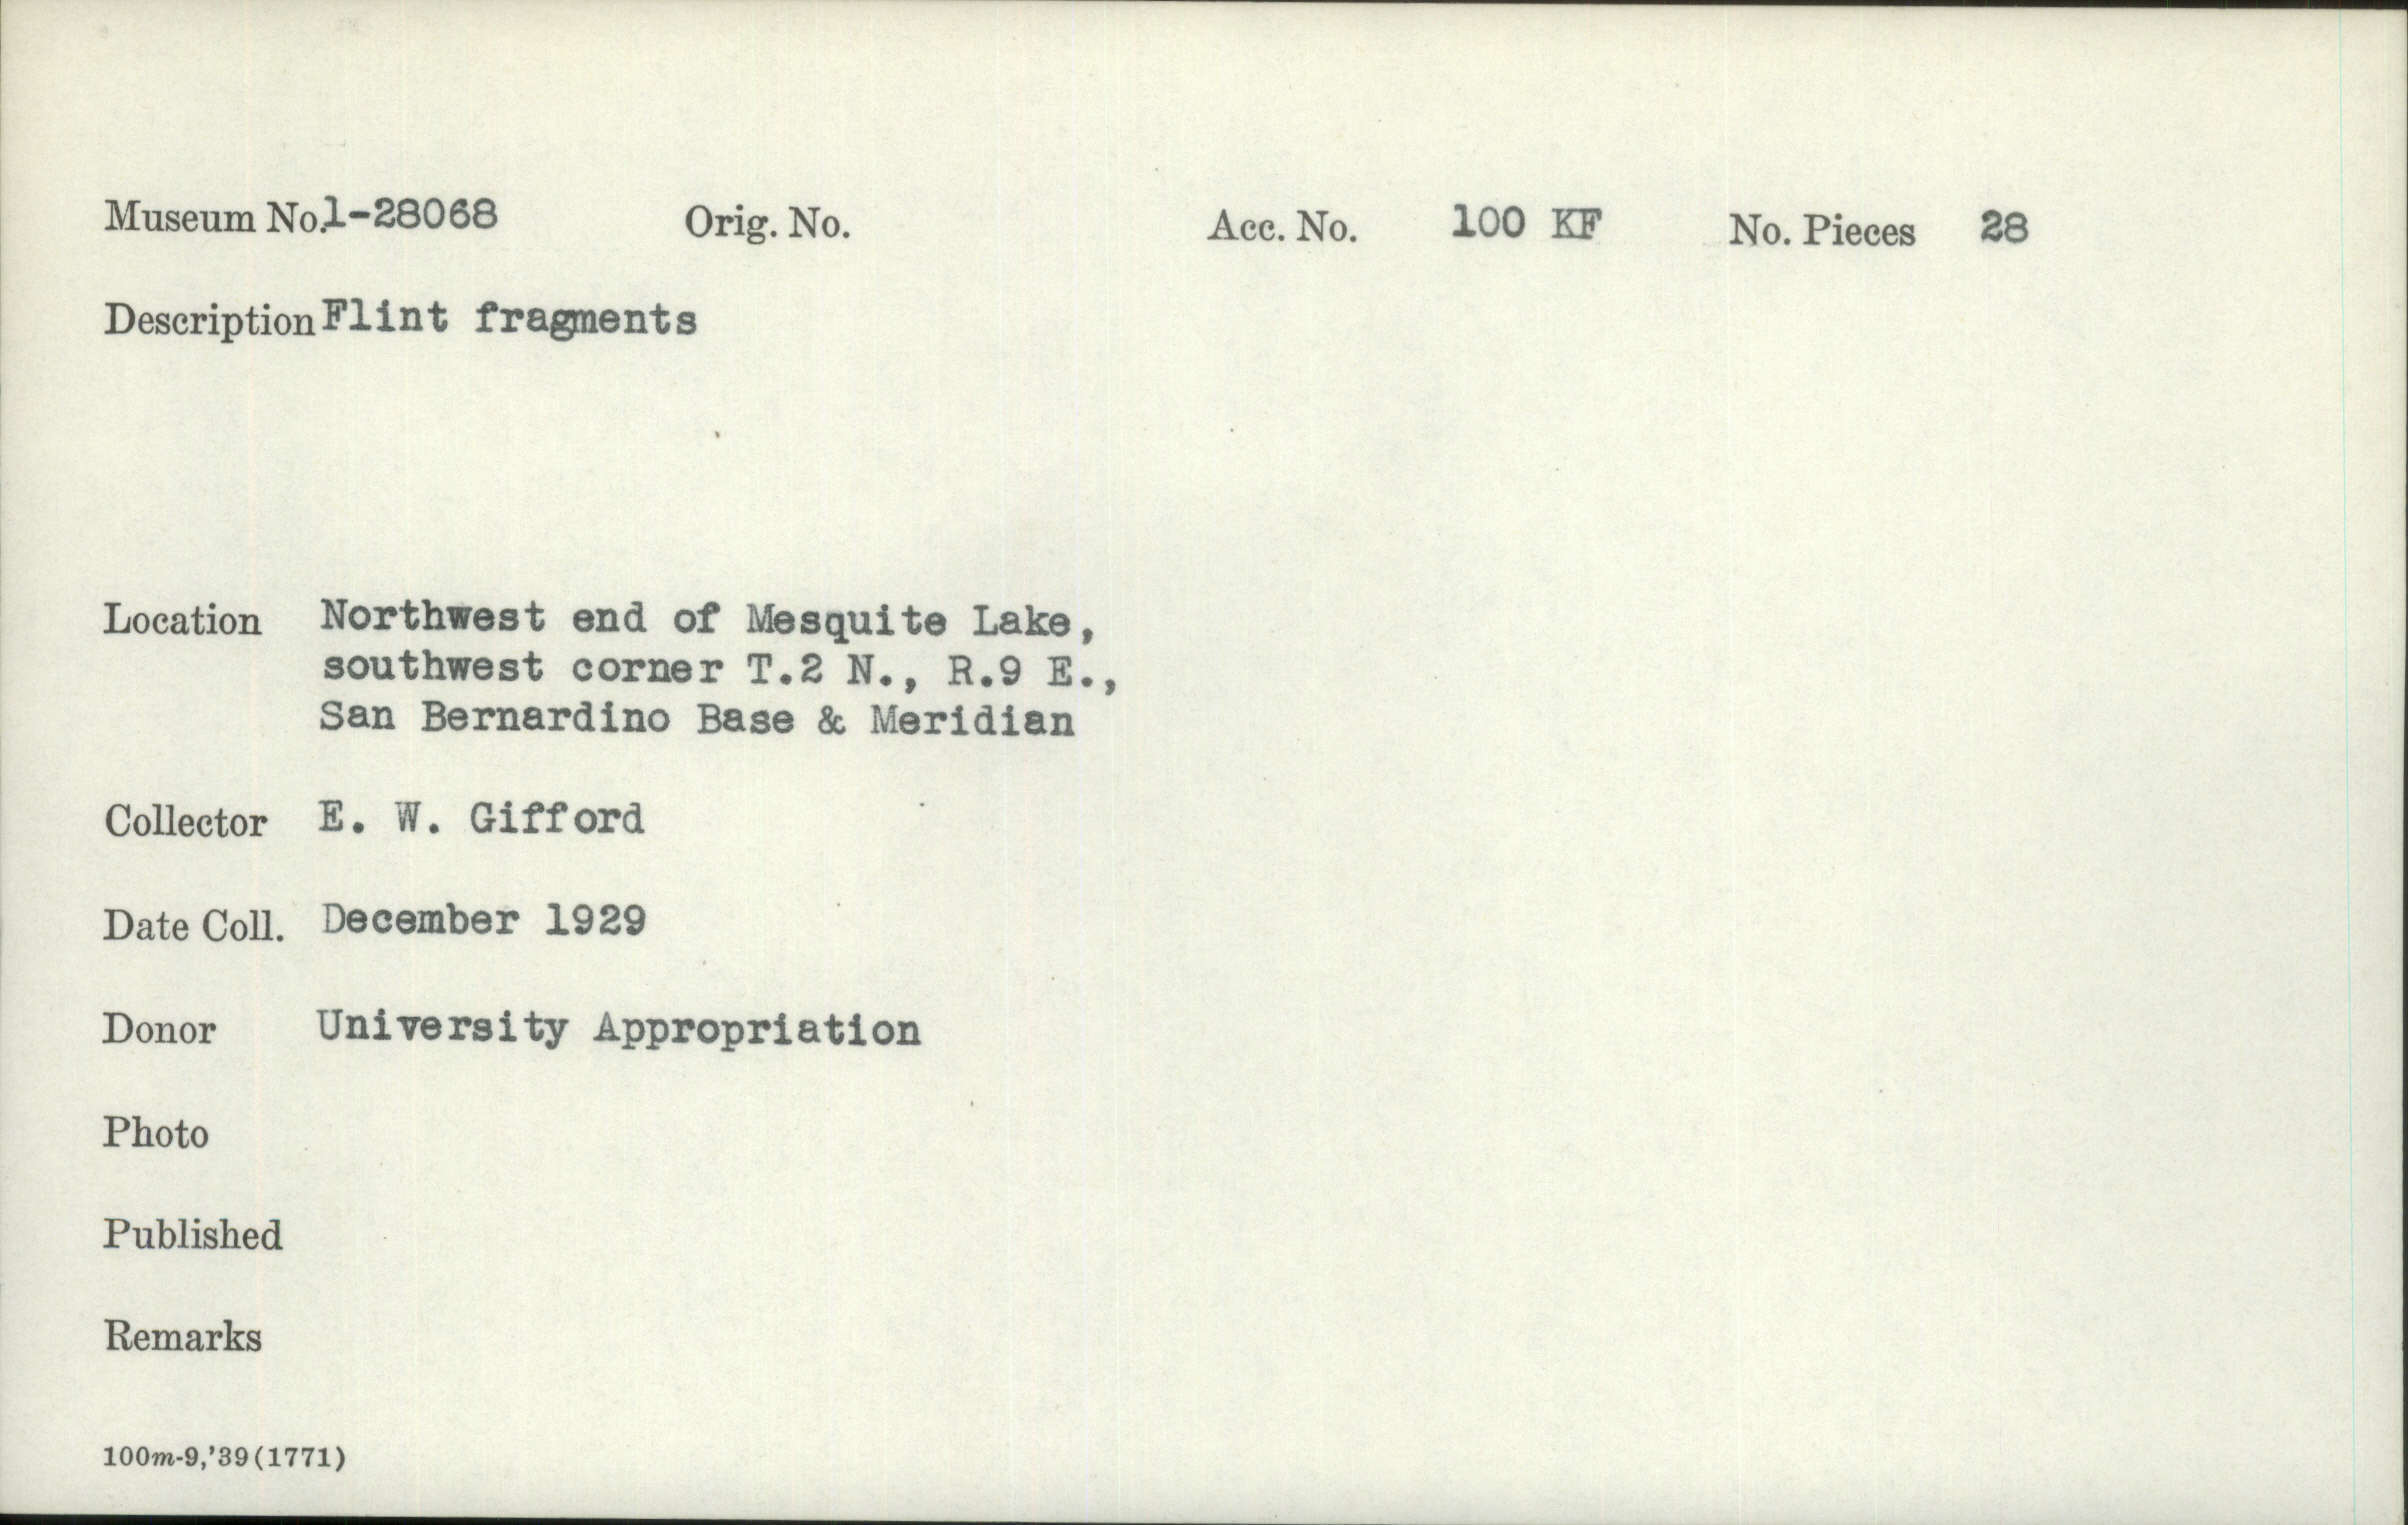 Museum No. 1-28068 Orig. No. Acc. No. 100 KF No. Pieces 28
Description Flint fragments
Location Northwest end of Mesquite Lake,
southwest corner T.2 N., R.9 E.,
San Bernardino Base & Meridian
Collector E. W. Gifford
Date Coll. December 1929
Donor University Appropriation
Photo
Published
Remarks
100m-9,'39(1771)